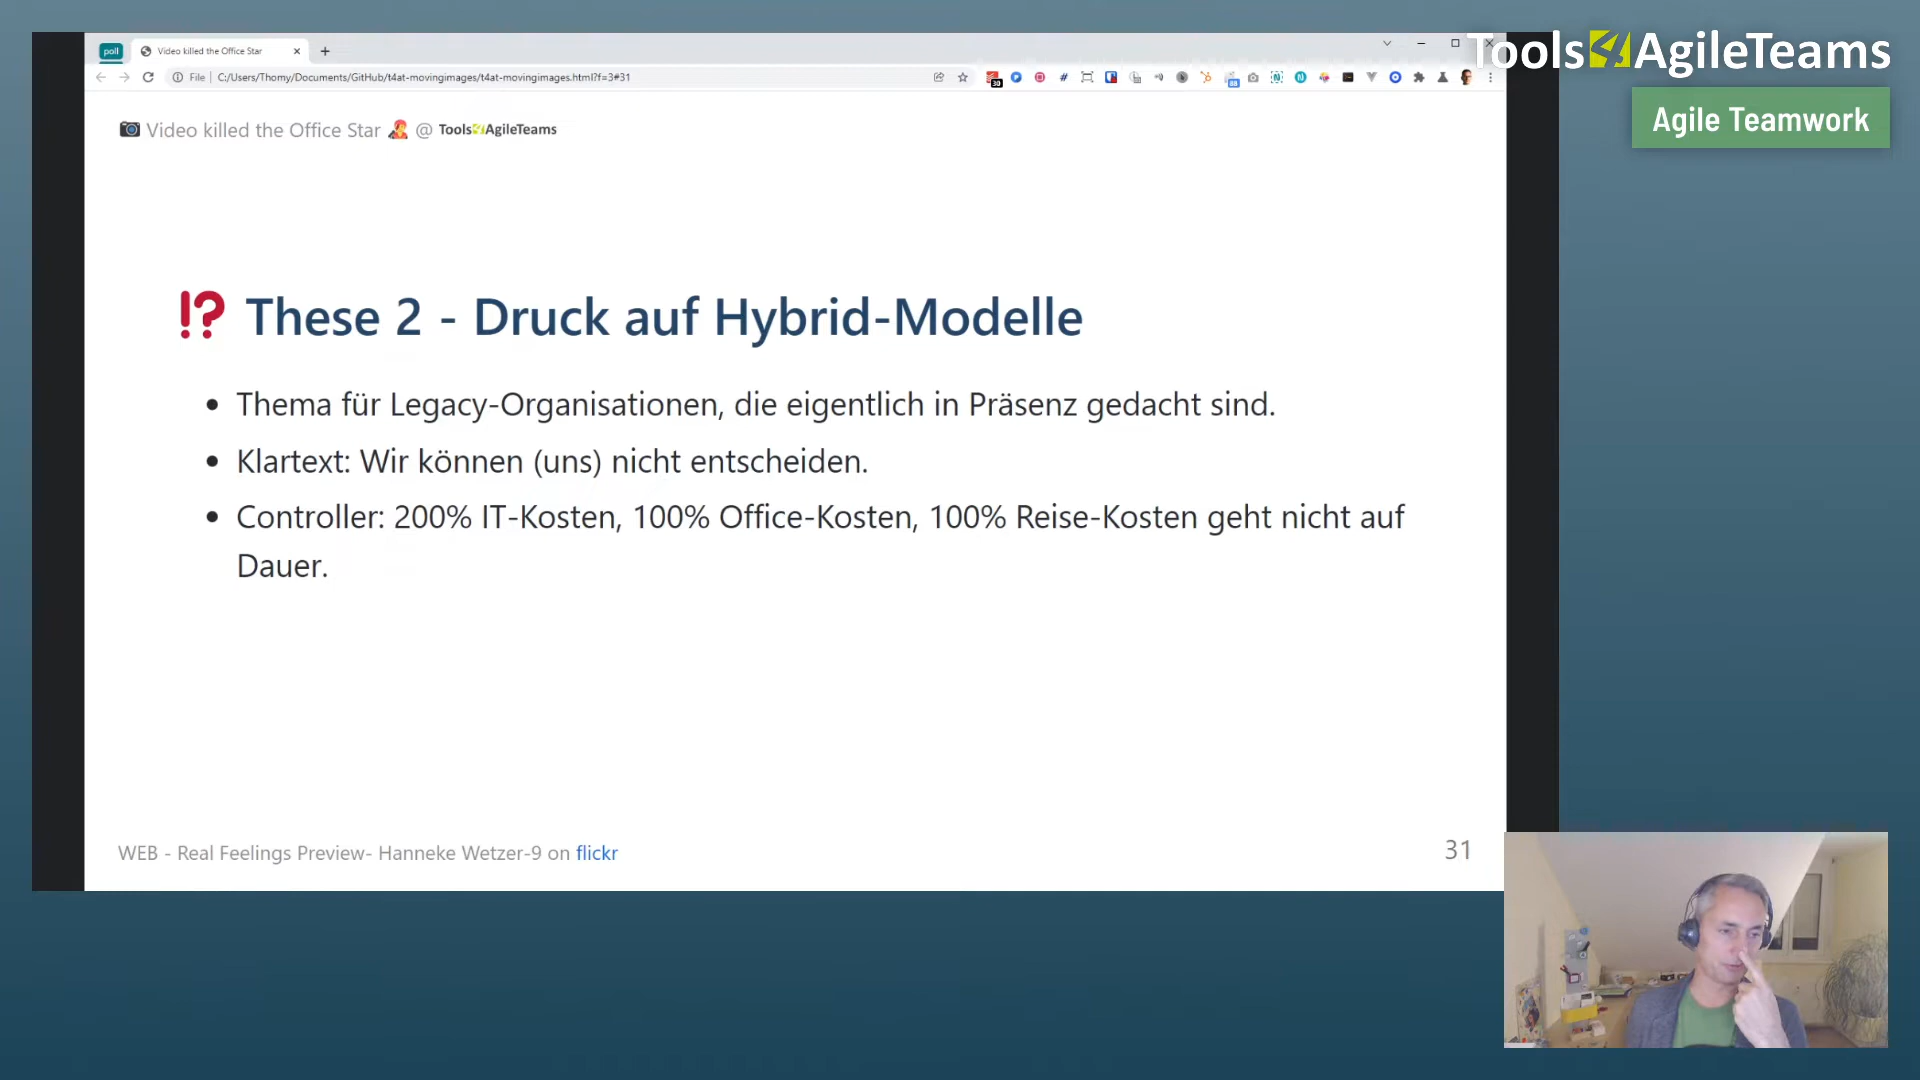 poll
Video killed the Office Star
File
C:/Users/Thomy/Documents/GitHub/t4at-movingimages/t4at-movingimages.html?f=3#31
Tools4AgileTeams
Agile Teamwork
Video killed the Office Star @ Tools4AgileTeams
These 2 - Druck auf Hybrid-Modelle
Thema für Legacy-Organisationen, die eigentlich in Präsenz gedacht sind.
Klartext: Wir können (uns) nicht entscheiden.
Controller: 200% IT-Kosten, 100% Office-Kosten, 100% Reise-Kosten geht nicht auf
Dauer.
WEB - Real Feelings Preview- Hanneke Wetzer-9 on flickr
31